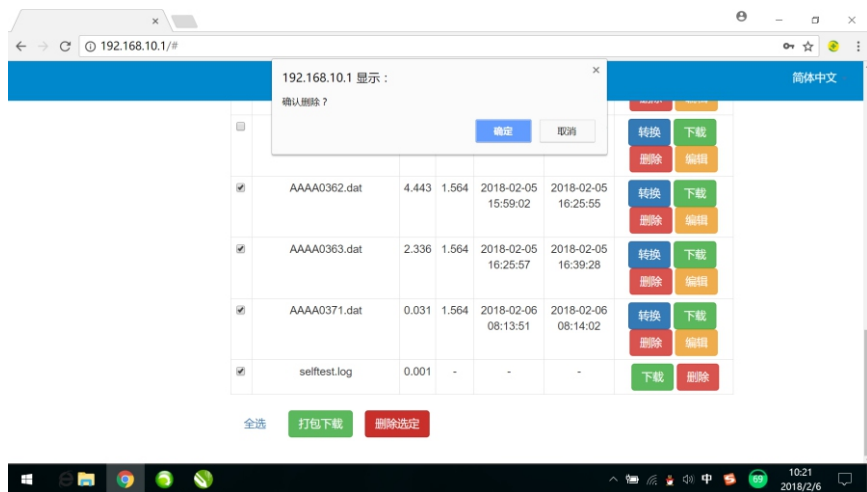 192.168.10.1/#
简体中文
192.168.10.1 显示：
确认删除？
确定 取消
转换 下载
删除 编辑
AAAA0362.dat 4.443 1.564 2018-02-05 15:59:02 2018-02-05 16:25:55 转换 下载
删除 编辑
AAAA0363.dat 2.336 1.564 2018-02-05 16:25:57 2018-02-05 16:39:28 转换 下载
删除 编辑
AAAA0371.dat 0.031 1.564 2018-02-06 08:13:51 2018-02-06 08:14:02 转换 下载
删除 编辑
selftest.log 0.001 - - - 下载 删除
全选 打包下载 删除选定
中 69 10:21
2018/2/6